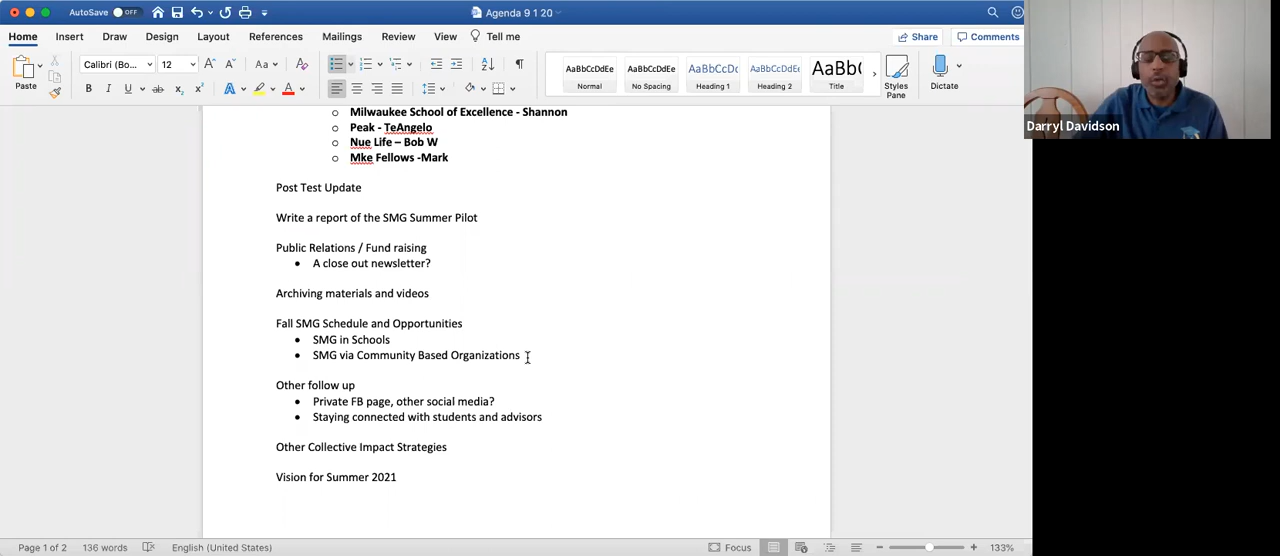 AutoSave OFF
Agenda 9 1 20
Home Insert Draw Design Layout References Mailings Review View Tell me
Share Comments
Paste
Calibri (Bo... 12 A A Aa A
B I U ab x₂ x² A A
AaBbCcDdEe AaBbCcDdEe AaBbCcDc AaBbCcDdEe AaBb(
Normal No Spacing Heading 1 Heading 2 Title
Styles Pane
Dictate
Darryl Davidson
Milwaukee School of Excellence - Shannon
Peak - TeAngelo
Nue Life – Bob W
Mke Fellows -Mark
Post Test Update
Write a report of the SMG Summer Pilot
Public Relations / Fund raising
• A close out newsletter?
Archiving materials and videos
Fall SMG Schedule and Opportunities
• SMG in Schools
• SMG via Community Based Organizations
Other follow up
• Private FB page, other social media?
• Staying connected with students and advisors
Other Collective Impact Strategies
Vision for Summer 2021
Page 1 of 2 136 words English (United States) Focus 133%